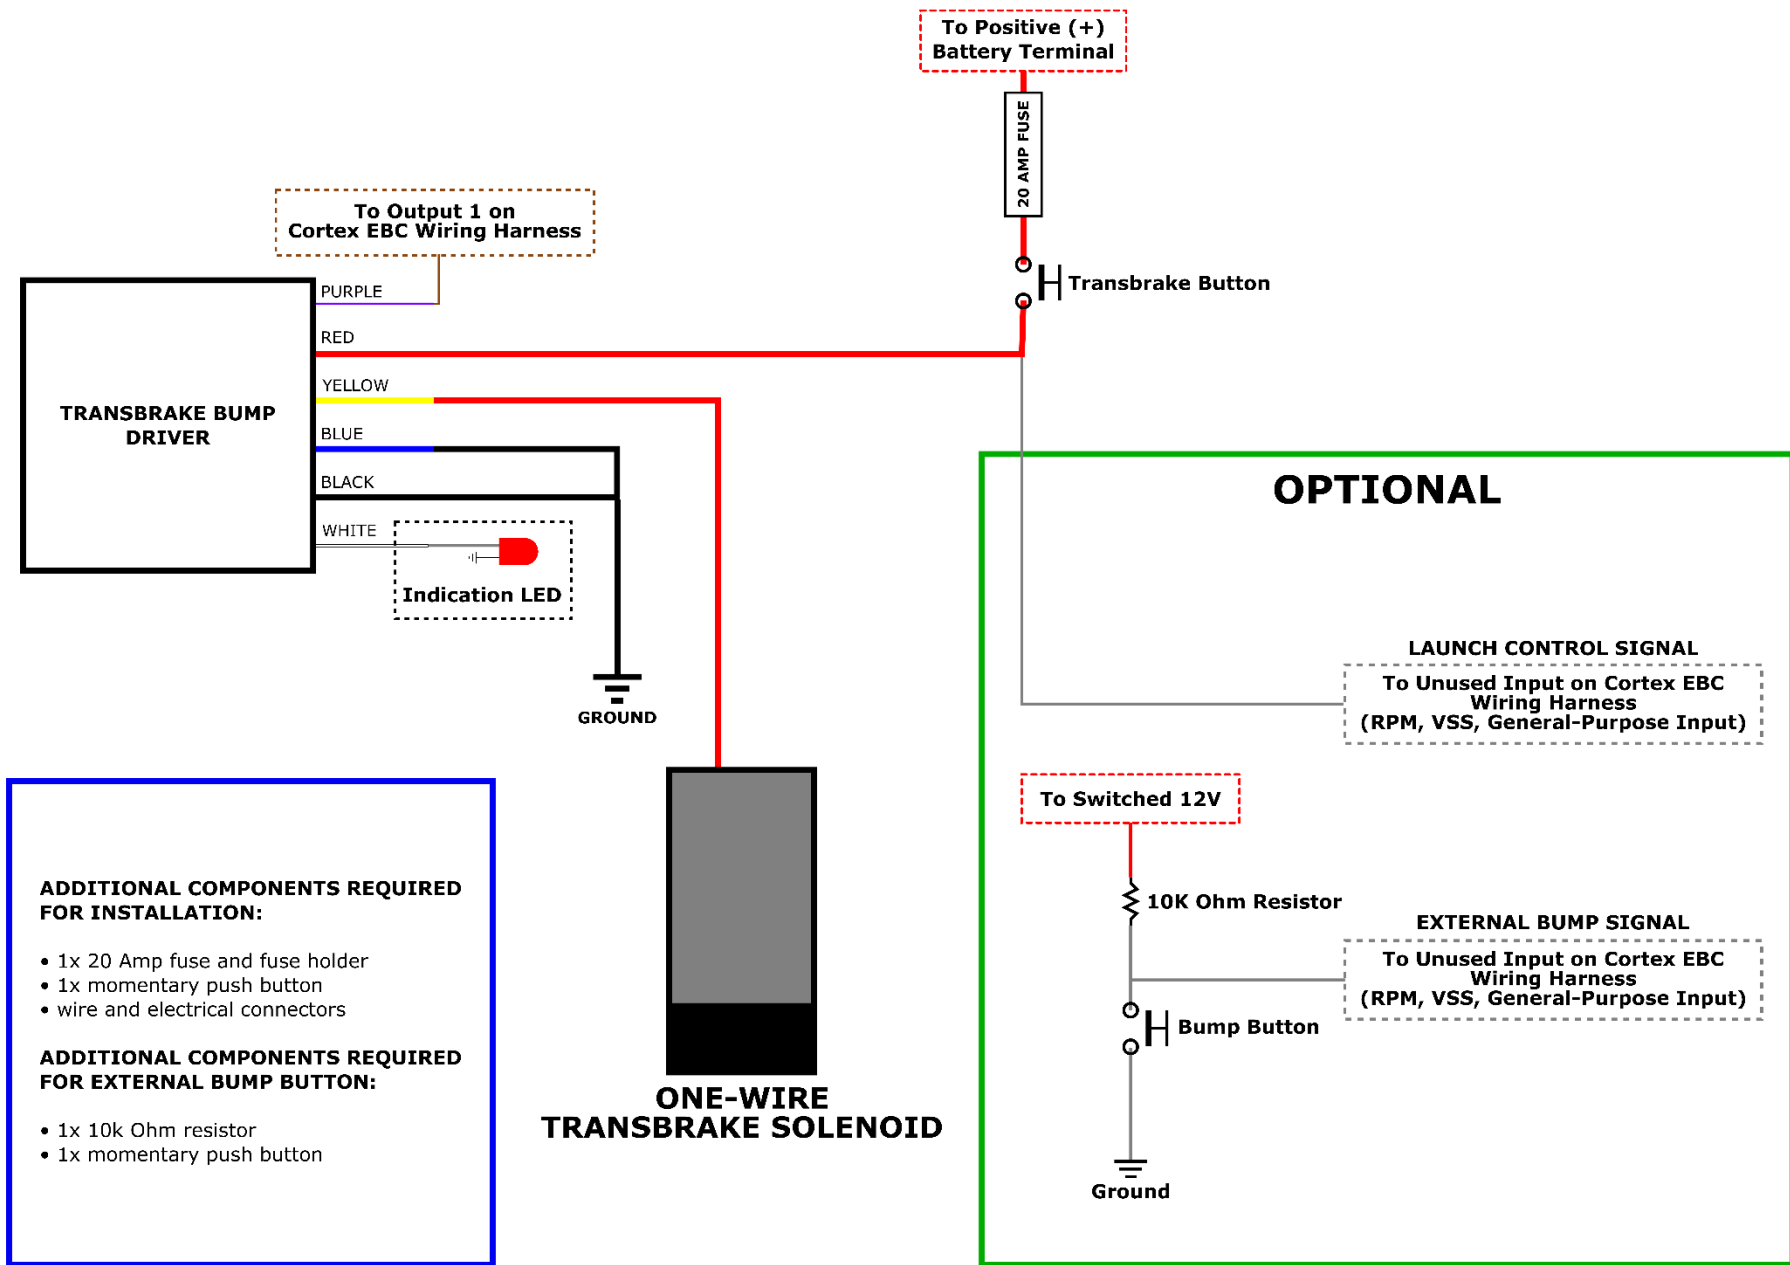 To Positive (+)
Battery Terminal
20 AMP FUSE
Transbrake Button
To Output 1 on
Cortex EBC Wiring Harness
PURPLE
RED
YELLOW
BLUE
BLACK
WHITE
TRANSBRAKE BUMP
DRIVER
Indication LED
GROUND
ONE-WIRE
TRANSBRAKE SOLENOID
OPTIONAL
LAUNCH CONTROL SIGNAL
To Unused Input on Cortex EBC
Wiring Harness
(RPM, VSS, General-Purpose Input)
To Switched 12V
10K Ohm Resistor
EXTERNAL BUMP SIGNAL
To Unused Input on Cortex EBC
Wiring Harness
(RPM, VSS, General-Purpose Input)
Bump Button
Ground
ADDITIONAL COMPONENTS REQUIRED
FOR INSTALLATION:
• 1x 20 Amp fuse and fuse holder
• 1x momentary push button
• wire and electrical connectors
ADDITIONAL COMPONENTS REQUIRED
FOR EXTERNAL BUMP BUTTON:
• 1x 10k Ohm resistor
• 1x momentary push button